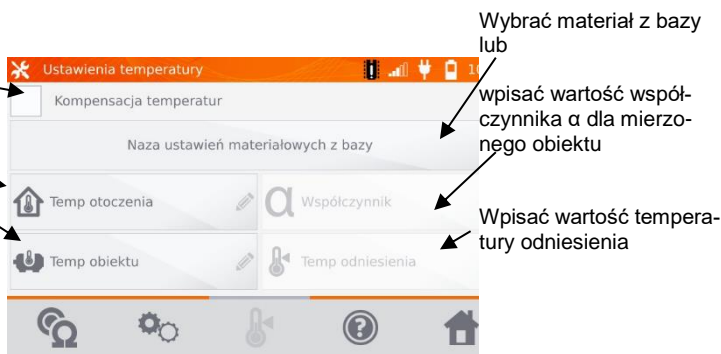 Wybrać materiał z bazy
lub
wpisać wartość współ-
czynnika α dla mierzo-
nego obiektu
Wpisać wartość tempera-
tury odniesienia
Ustawienia temperatury
Kompensacja temperatur
Naza ustawień materiałowych z bazy
Temp otoczenia
α Współczynnik
Temp obiektu
Temp odniesienia